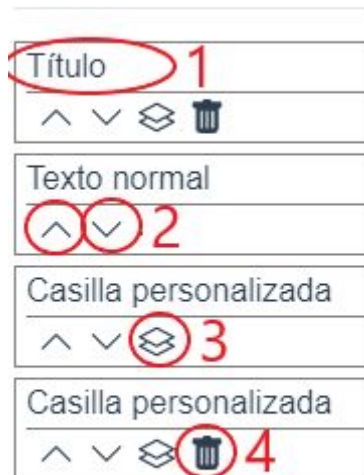 Título 1
Texto normal
2
Casilla personalizada
3
Casilla personalizada
4